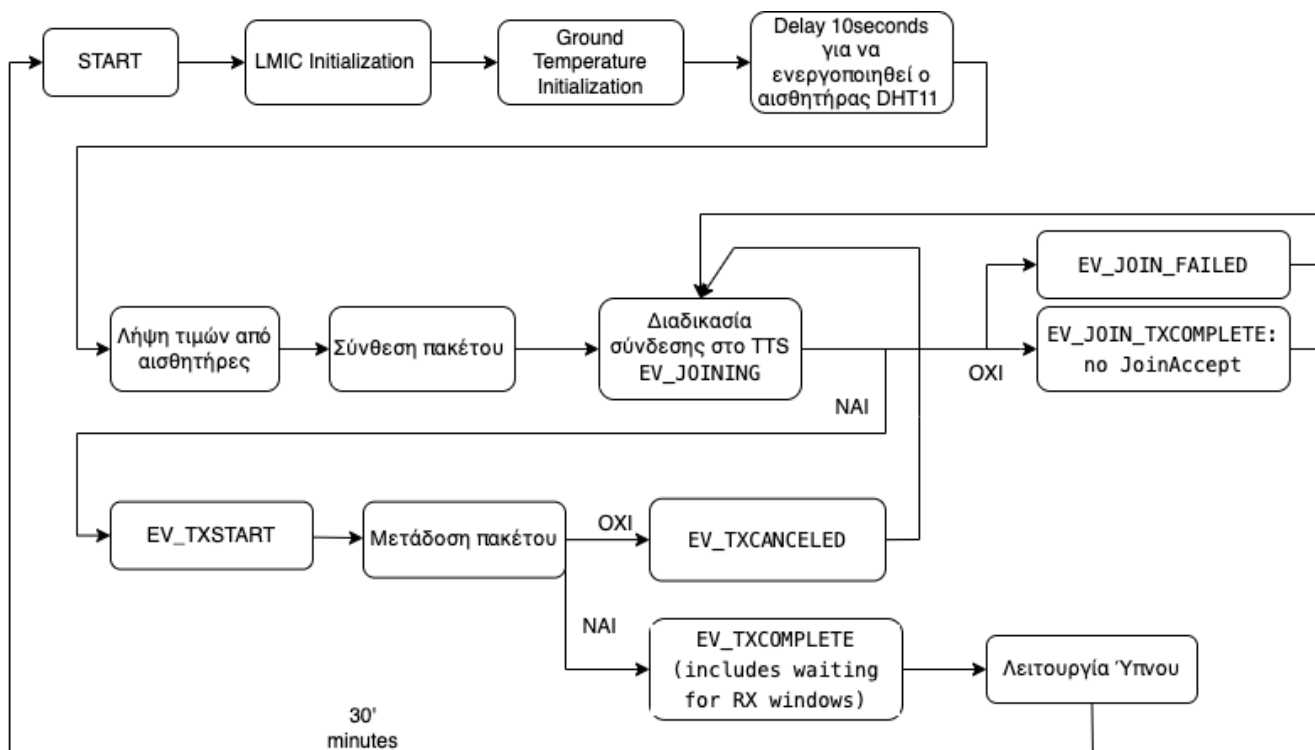 START
LMIC Initialization
Ground
Temperature
Initialization
Delay 10seconds
για να
ενεργοποιηθεί ο
αισθητήρας DHT11
EV_JOIN_FAILED
Λήψη τιμών από
αισθητήρες
Σύνθεση πακέτου
Διαδικασία
σύνδεσης στο TTS
EV_JOINING
EV_JOIN_TXCOMPLETE:
no JoinAccept
ΟΧΙ
ΝΑΙ
EV_TXSTART
Μετάδοση πακέτου
ΟΧΙ
EV_TXCANCELED
ΝΑΙ
EV_TXCOMPLETE
(includes waiting
for RX windows)
Λειτουργία Ύπνου
30'
minutes